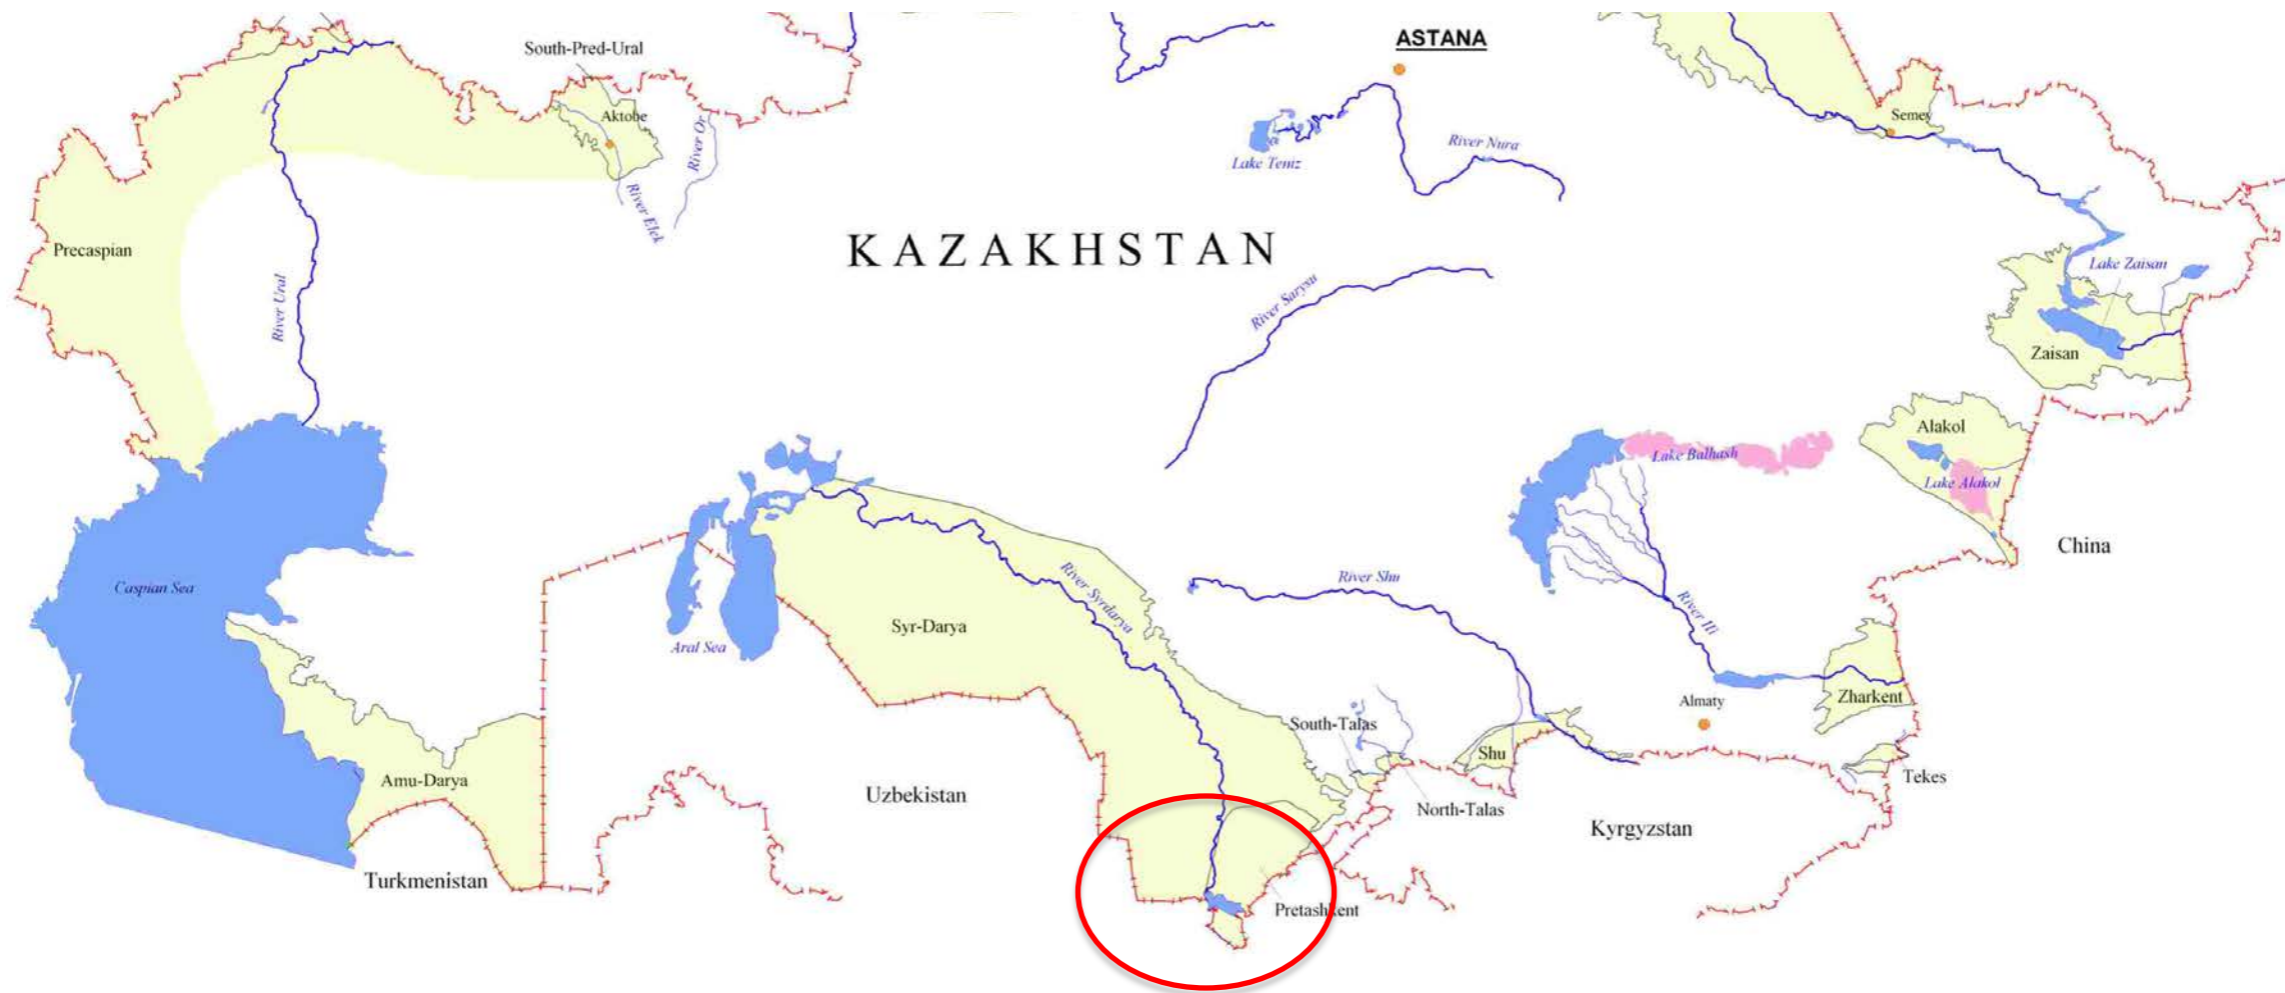 ASTANA
South-Pred-Ural
Aktobe
River Or
River Elek
Semey
Lake Teniz
River Nura
KAZAKHSTAN
Precaspian
River Ural
River Sarysu
Lake Zaisan
Zaisan
Alakol
Lake Balhash
Lake Alakol
China
Caspian Sea
Aral Sea
Syr-Darya
River Syrdarya
River Shu
River Ili
Zharkent
Almaty
South-Talas
Shu
Tekes
Amu-Darya
Uzbekistan
North-Talas
Kyrgyzstan
Turkmenistan
Pretashkent